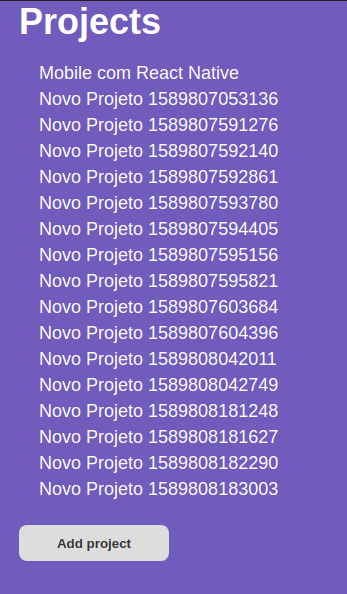 Projects
Mobile com React Native
Novo Projeto 1589807053136
Novo Projeto 1589807591276
Novo Projeto 1589807592140
Novo Projeto 1589807592861
Novo Projeto 1589807593780
Novo Projeto 1589807594405
Novo Projeto 1589807595156
Novo Projeto 1589807595821
Novo Projeto 1589807603684
Novo Projeto 1589807604396
Novo Projeto 1589808042011
Novo Projeto 1589808042749
Novo Projeto 1589808181248
Novo Projeto 1589808181627
Novo Projeto 1589808182290
Novo Projeto 1589808183003
Add project